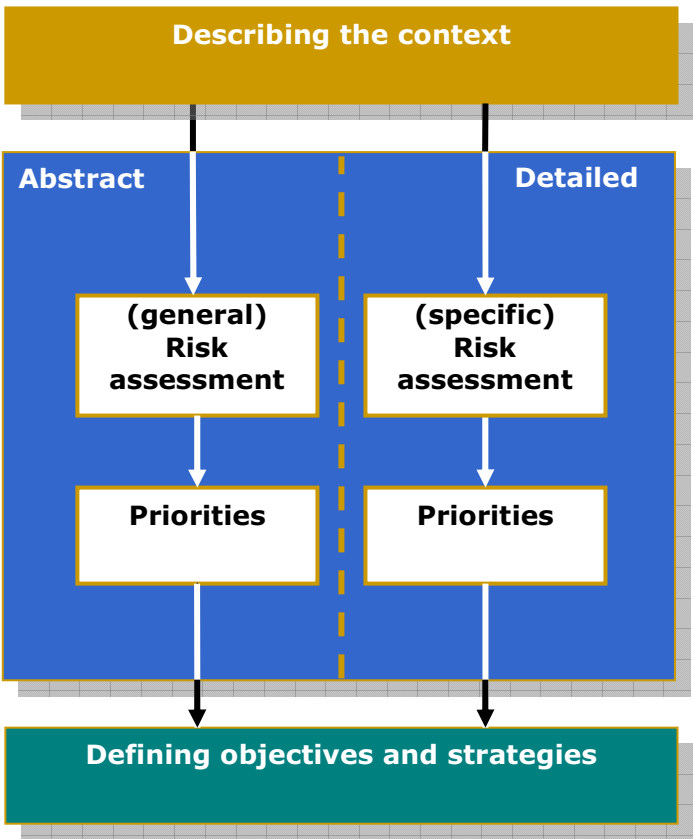 Describing the context
Abstract
Detailed
(general)
Risk
assessment
(specific)
Risk
assessment
Priorities
Priorities
Defining objectives and strategies